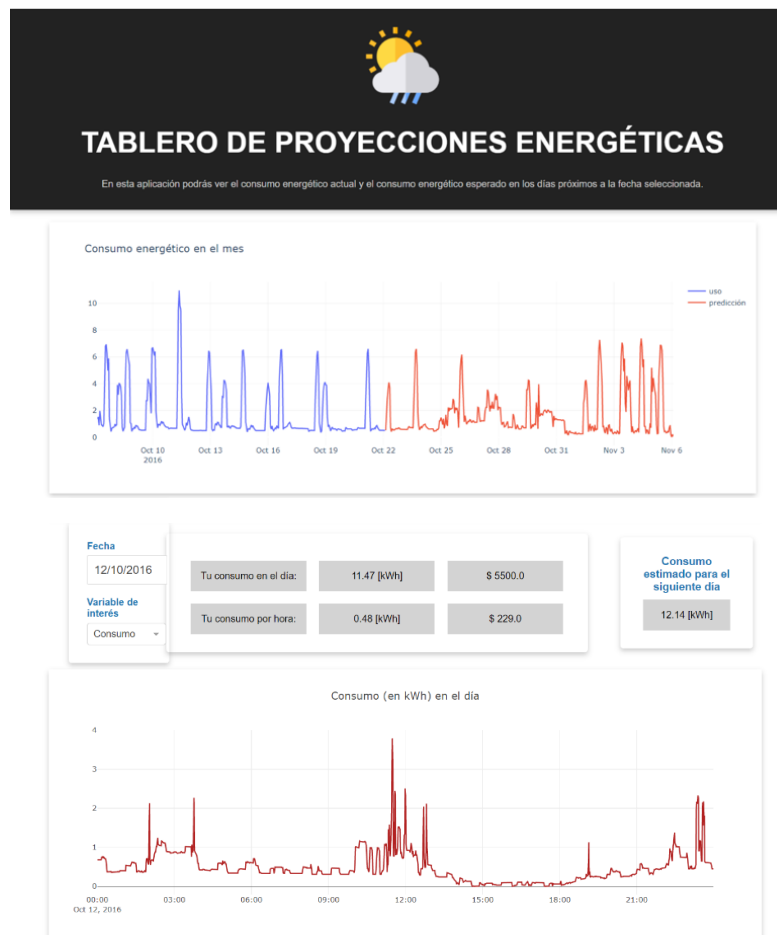 TABLERO DE PROYECCIONES ENERGÉTICAS
En esta aplicación podrás ver el consumo energético actual y el consumo energético esperado en los días próximos a la fecha seleccionada.
Consumo energético en el mes
uso
predicción
10
8
6
4
2
0
Oct 10 Oct 13 Oct 16 Oct 19 Oct 22 Oct 25 Oct 28 Oct 31 Nov 3 Nov 6
2016
Fecha
12/10/2016
Variable de
interés
Consumo
Tu consumo en el día: 11.47 [kWh] $ 5500.0
Tu consumo por hora: 0.48 [kWh] $ 229.0
Consumo
estimado para el
siguiente dia
12.14 [kWh]
Consumo (en kWh) en el día
4
3
2
1
0
00:00 03:00 06:00 09:00 12:00 15:00 18:00 21:00
Oct 12, 2016